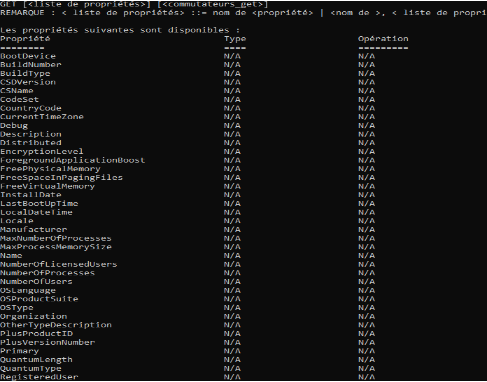 GET [<liste de propriétés>] [<commutateurs_get>]
REMARQUE : < liste de propriétés> ::= nom de <propriété> | <nom de >, < liste de propri
Les propriétés suivantes sont disponibles :
Propriété Type Opération
======== ==== =========
BootDevice N/A N/A
BuildNumber N/A N/A
BuildType N/A N/A
CSDVersion N/A N/A
CSName N/A N/A
CodeSet N/A N/A
CountryCode N/A N/A
CurrentTimeZone N/A N/A
Debug N/A N/A
Description N/A N/A
Distributed N/A N/A
EncryptionLevel N/A N/A
ForegroundApplicationBoost N/A N/A
FreePhysicalMemory N/A N/A
FreeSpaceInPagingFiles N/A N/A
FreeVirtualMemory N/A N/A
InstallDate N/A N/A
LastBootUpTime N/A N/A
LocalDateTime N/A N/A
Locale N/A N/A
Manufacturer N/A N/A
MaxNumberOfProcesses N/A N/A
MaxProcessMemorySize N/A N/A
Name N/A N/A
NumberOfLicensedUsers N/A N/A
NumberOfProcesses N/A N/A
NumberOfUsers N/A N/A
OSLanguage N/A N/A
OSProductSuite N/A N/A
OSType N/A N/A
Organization N/A N/A
OtherTypeDescription N/A N/A
PlusProductID N/A N/A
PlusVersionNumber N/A N/A
Primary N/A N/A
QuantumLength N/A N/A
QuantumType N/A N/A
RegisteredUser N/A N/A